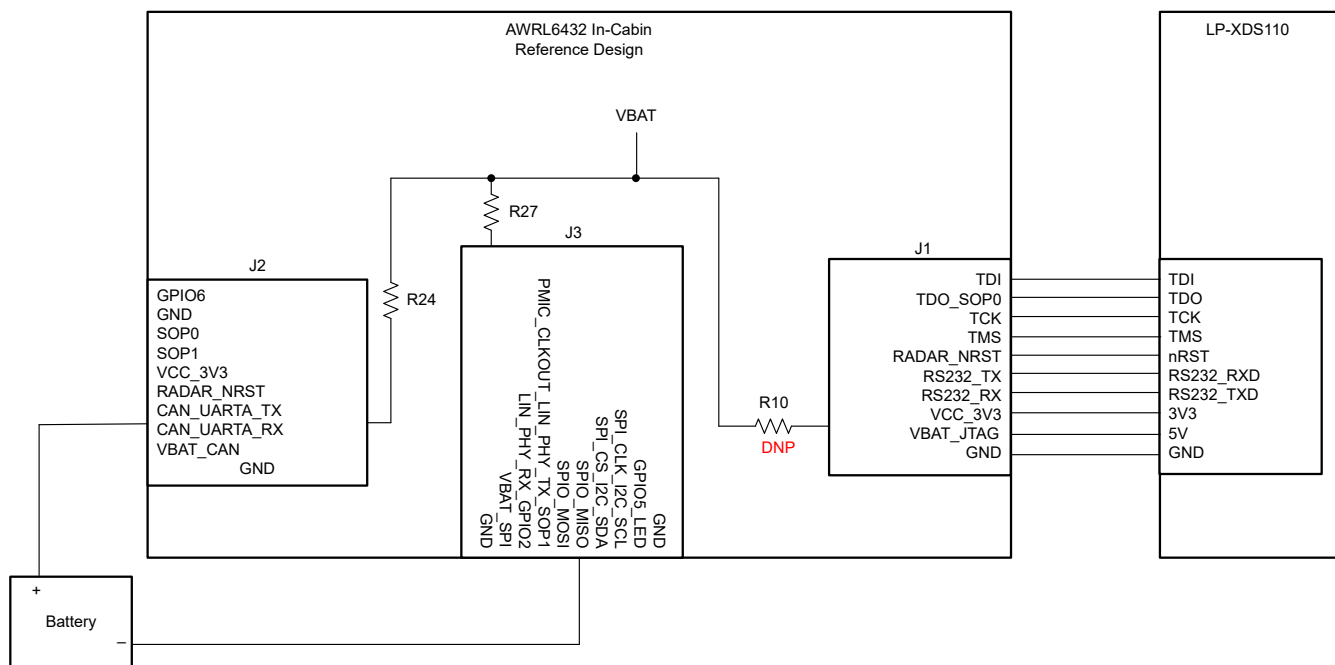 AWRL6432 In-Cabin
Reference Design
LP-XDS110
VBAT
R27
J3
J2
R24
J1
GPIO6
GND
SOP0
SOP1
VCC_3V3
RADAR_NRST
CAN_UARTA_TX
CAN_UARTA_RX
VBAT_CAN
GND
GND
VBAT_SPI
LIN_PHY_RX_GPIO2
PMIC_CLKOUT_LIN_PHY_TX_SOP1
SPIO_MOSI
SPIO_MISO
SPI_CS_I2C_SDA
SPI_CLK_I2C_SCL
GPIO5_LED
GND
R10
DNP
TDI
TDO_SOP0
TCK
TMS
RADAR_NRST
RS232_TX
RS232_RX
VCC_3V3
VBAT_JTAG
GND
TDI
TDO
TCK
TMS
nRST
RS232_RXD
RS232_TXD
3V3
5V
GND
+
Battery
–